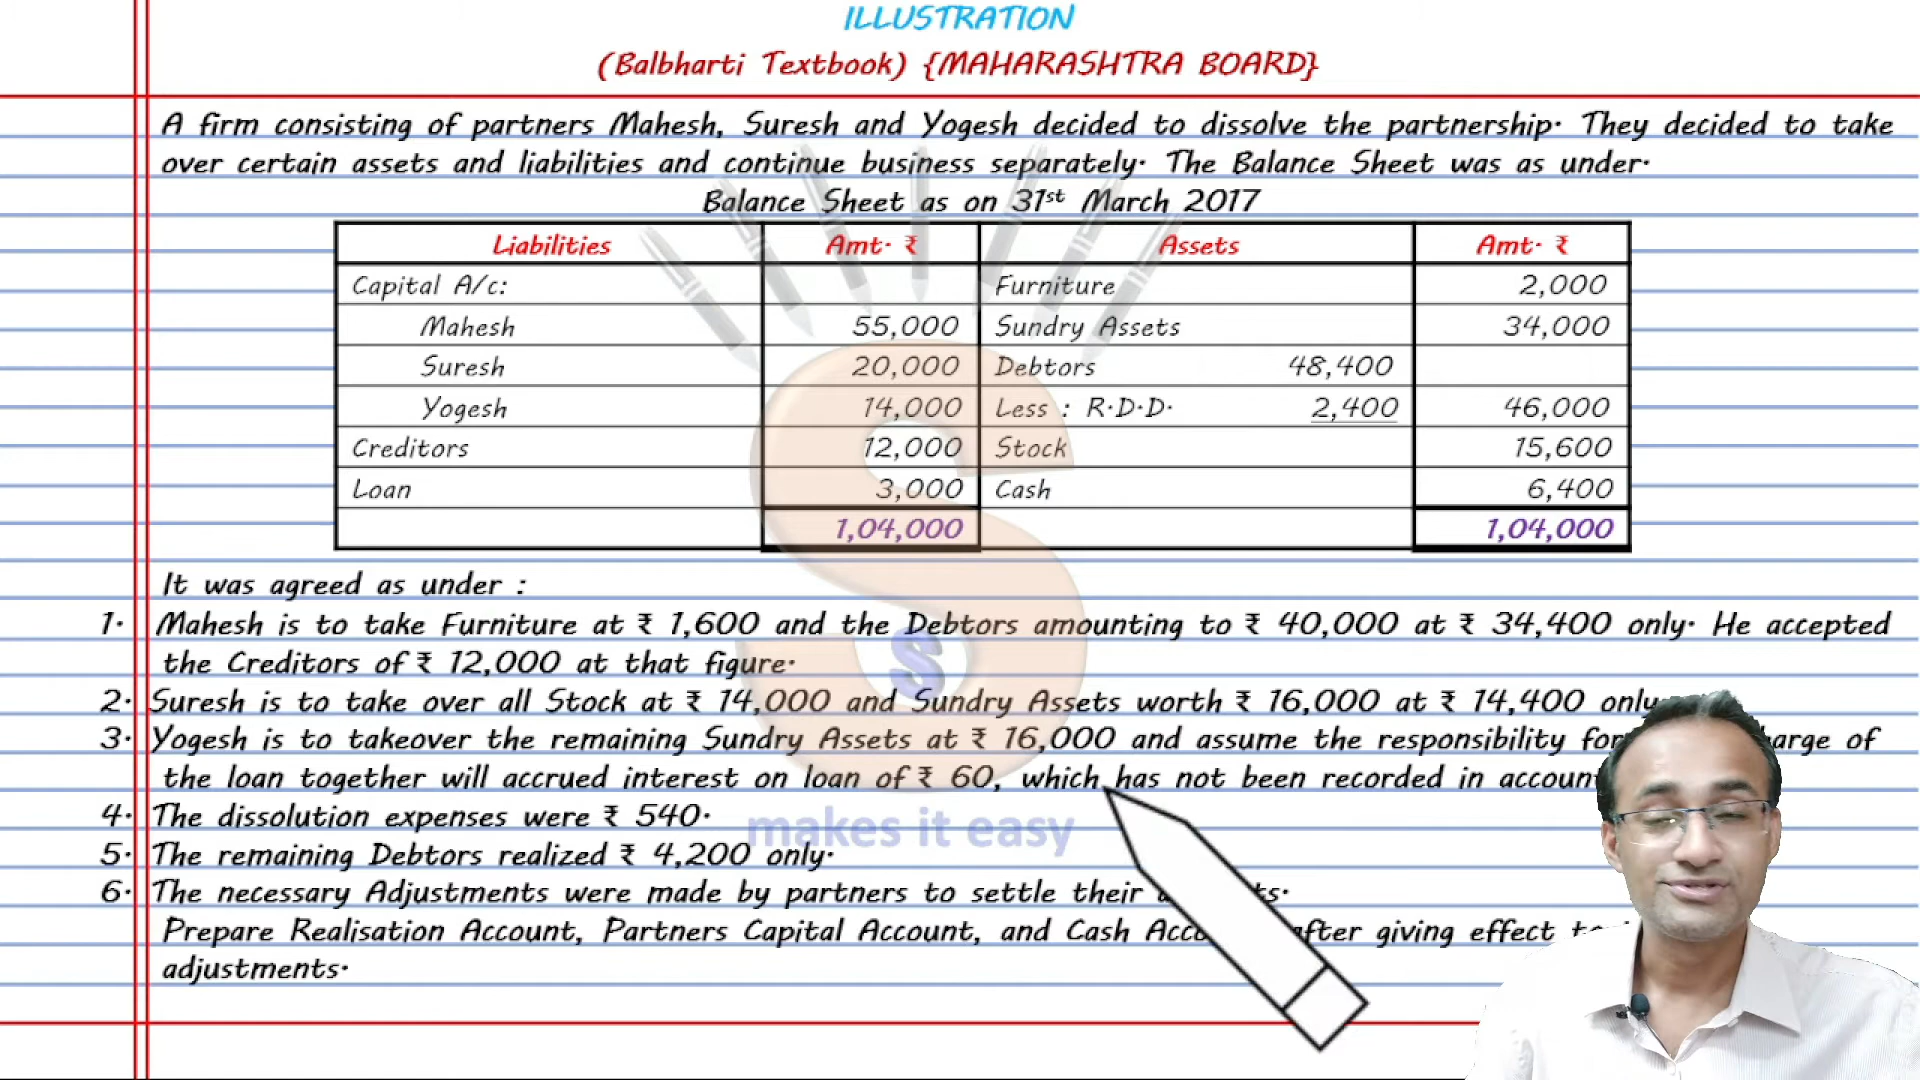 ILLUSTRATION
(Balbharti Textbook) {MAHARASHTRA BOARD}
A firm consisting of partners Mahesh, Suresh and Yogesh decided to dissolve the partnership. They decided to take
over certain assets and liabilities and continue business separately. The Balance Sheet was as under.
Balance Sheet as on 31st March 2017
Liabilities Amt. ₹ Assets Amt. ₹
Capital A/c: Furniture 2,000
Mahesh 55,000 Sundry Assets 34,000
Suresh 20,000 Debtors 48,400
Yogesh 14,000 Less : R.D.D. 2,400 46,000
Creditors 12,000 Stock 15,600
Loan 3,000 Cash 6,400
1,04,000 1,04,000
It was agreed as under :
1. Mahesh is to take Furniture at ₹ 1,600 and the Debtors amounting to ₹ 40,000 at ₹ 34,400 only. He accepted
the Creditors of ₹ 12,000 at that figure.
2. Suresh is to take over all Stock at ₹ 14,000 and Sundry Assets worth ₹ 16,000 at ₹ 14,400 only
3. Yogesh is to takeover the remaining Sundry Assets at ₹ 16,000 and assume the responsibility for of
the loan together will accrued interest on loan of ₹ 60, which has not been recorded in
4. The dissolution expenses were ₹ 540.
makes it easy
5. The remaining Debtors realized ₹ 4,200 only.
6. The necessary Adjustments were made by partners to settle their
Prepare Realisation Account, Partners Capital Account, and Cash after giving effect
adjustments.